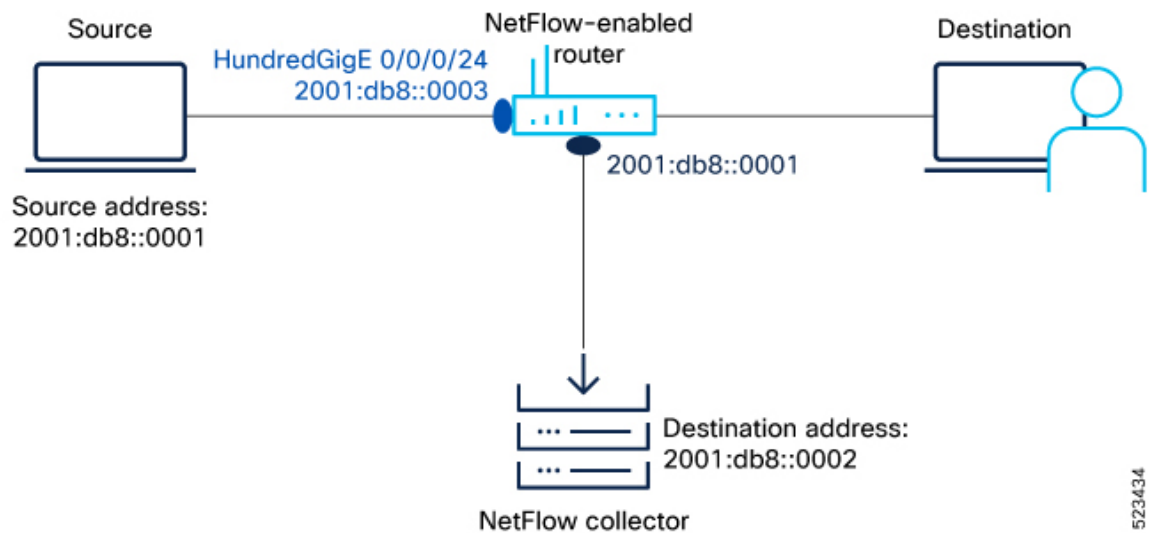 Source
NetFlow-enabled
router
Destination
HundredGigE 0/0/0/24
2001:db8::0003
2001:db8::0001
Source address:
2001:db8::0001
Destination address:
2001:db8::0002
NetFlow collector
523434